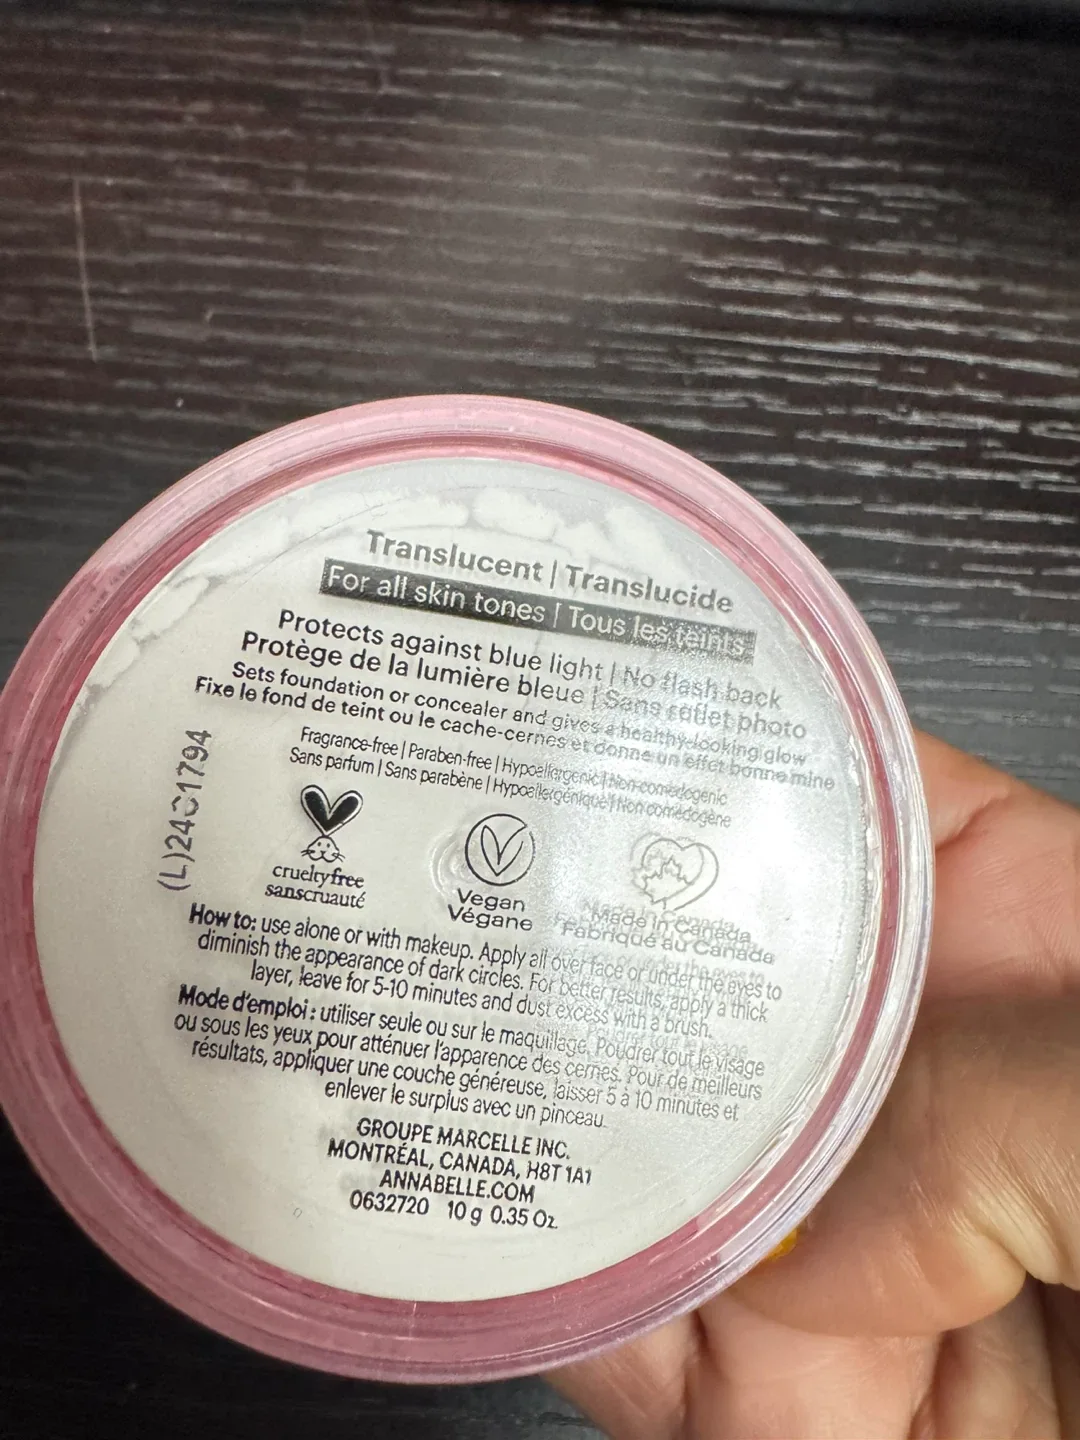 Translucent | Translucide
For all skin tones | Tous les teints
Protects against blue light | No flash back
Protège de la lumière bleue | Sans reflet photo
Sets foundation or concealer and gives a healthy-looking glow
Fixe le fond de teint ou le cache-cernes et donne un effet bonne mine
Fragrance-free | Paraben-free | Hypoallergenic | Non-comedogenic
Sans parfum | Sans parabène | Hypoallergénique | Non comédogène
cruelty free
sans cruauté
Vegan
Végane
Made in Canada
Fabriqué au Canada
How to: use alone or with makeup. Apply all over face or under the eyes to
diminish the appearance of dark circles. For better results, apply a thick
layer, leave for 5-10 minutes and dust excess with a brush.
Mode d'emploi : utiliser seule ou sur le maquillage. Poudrer tout le visage
ou sous les yeux pour atténuer l'apparence des cernes. Pour de meilleurs
résultats, appliquer une couche généreuse, laisser 5 à 10 minutes et
enlever le surplus avec un pinceau.
GROUPE MARCELLE INC.
MONTRÉAL, CANADA, H8T 1A1
ANNABELLE.COM
0632720 10 g 0.35 Oz.